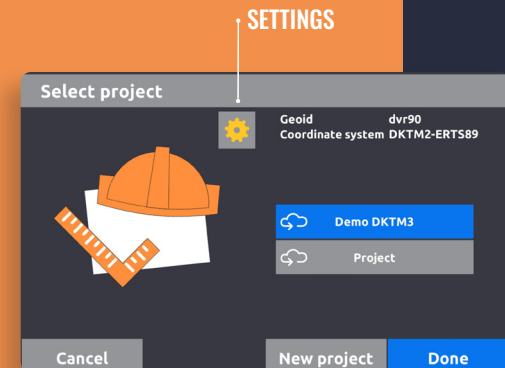 SETTINGS
Select project
Geoid dvr90
Coordinate system DKTM2-ERTS89
Demo DKTM3
Project
Cancel
New project
Done